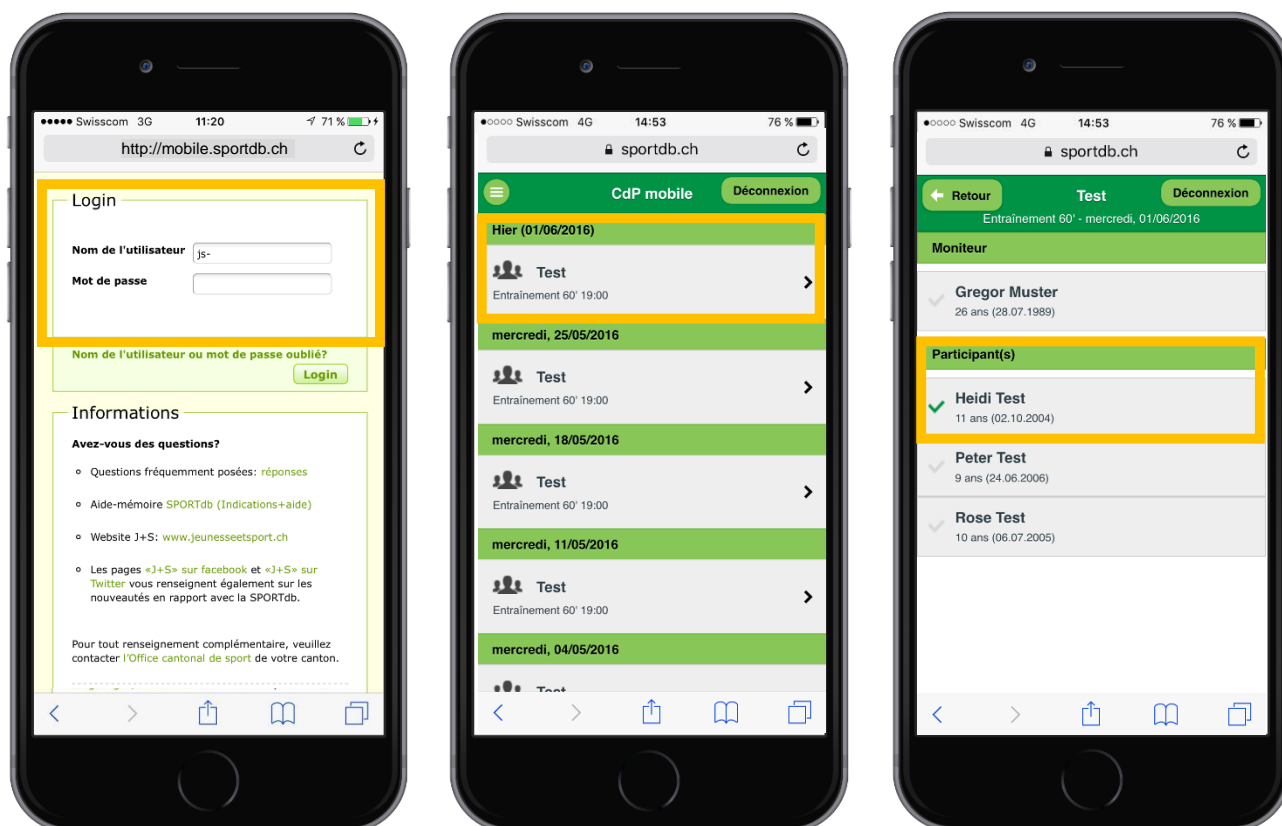 ●●●●● Swisscom 3G 11:20 71 %
http://mobile.sportdb.ch
Login
Nom de l'utilisateur js-
Mot de passe
Nom de l'utilisateur ou mot de passe oublié?
Login
Informations
Avez-vous des questions?
Questions fréquemment posées: réponses
Aide-mémoire SPORTdb (Indications+aide)
Website J+S: www.jeunesseetsport.ch
Les pages «J+S» sur facebook et «J+S» sur
Twitter vous renseignent également sur les
nouveautés en rapport avec la SPORTdb.
Pour tout renseignement complémentaire, veuillez
contacter l'Office cantonal de sport de votre canton.
●○○○○ Swisscom 4G 14:53 76 %
sportdb.ch
CdP mobile Déconnexion
Hier (01/06/2016)
Test
Entraînement 60' 19:00
mercredi, 25/05/2016
Test
Entraînement 60' 19:00
mercredi, 18/05/2016
Test
Entraînement 60' 19:00
mercredi, 11/05/2016
Test
Entraînement 60' 19:00
mercredi, 04/05/2016
Test
●○○○○ Swisscom 4G 14:53 76 %
sportdb.ch
Retour Test Déconnexion
Entraînement 60' - mercredi, 01/06/2016
Moniteur
Gregor Muster
26 ans (28.07.1989)
Participant(s)
Heidi Test
11 ans (02.10.2004)
Peter Test
9 ans (24.06.2006)
Rose Test
10 ans (06.07.2005)